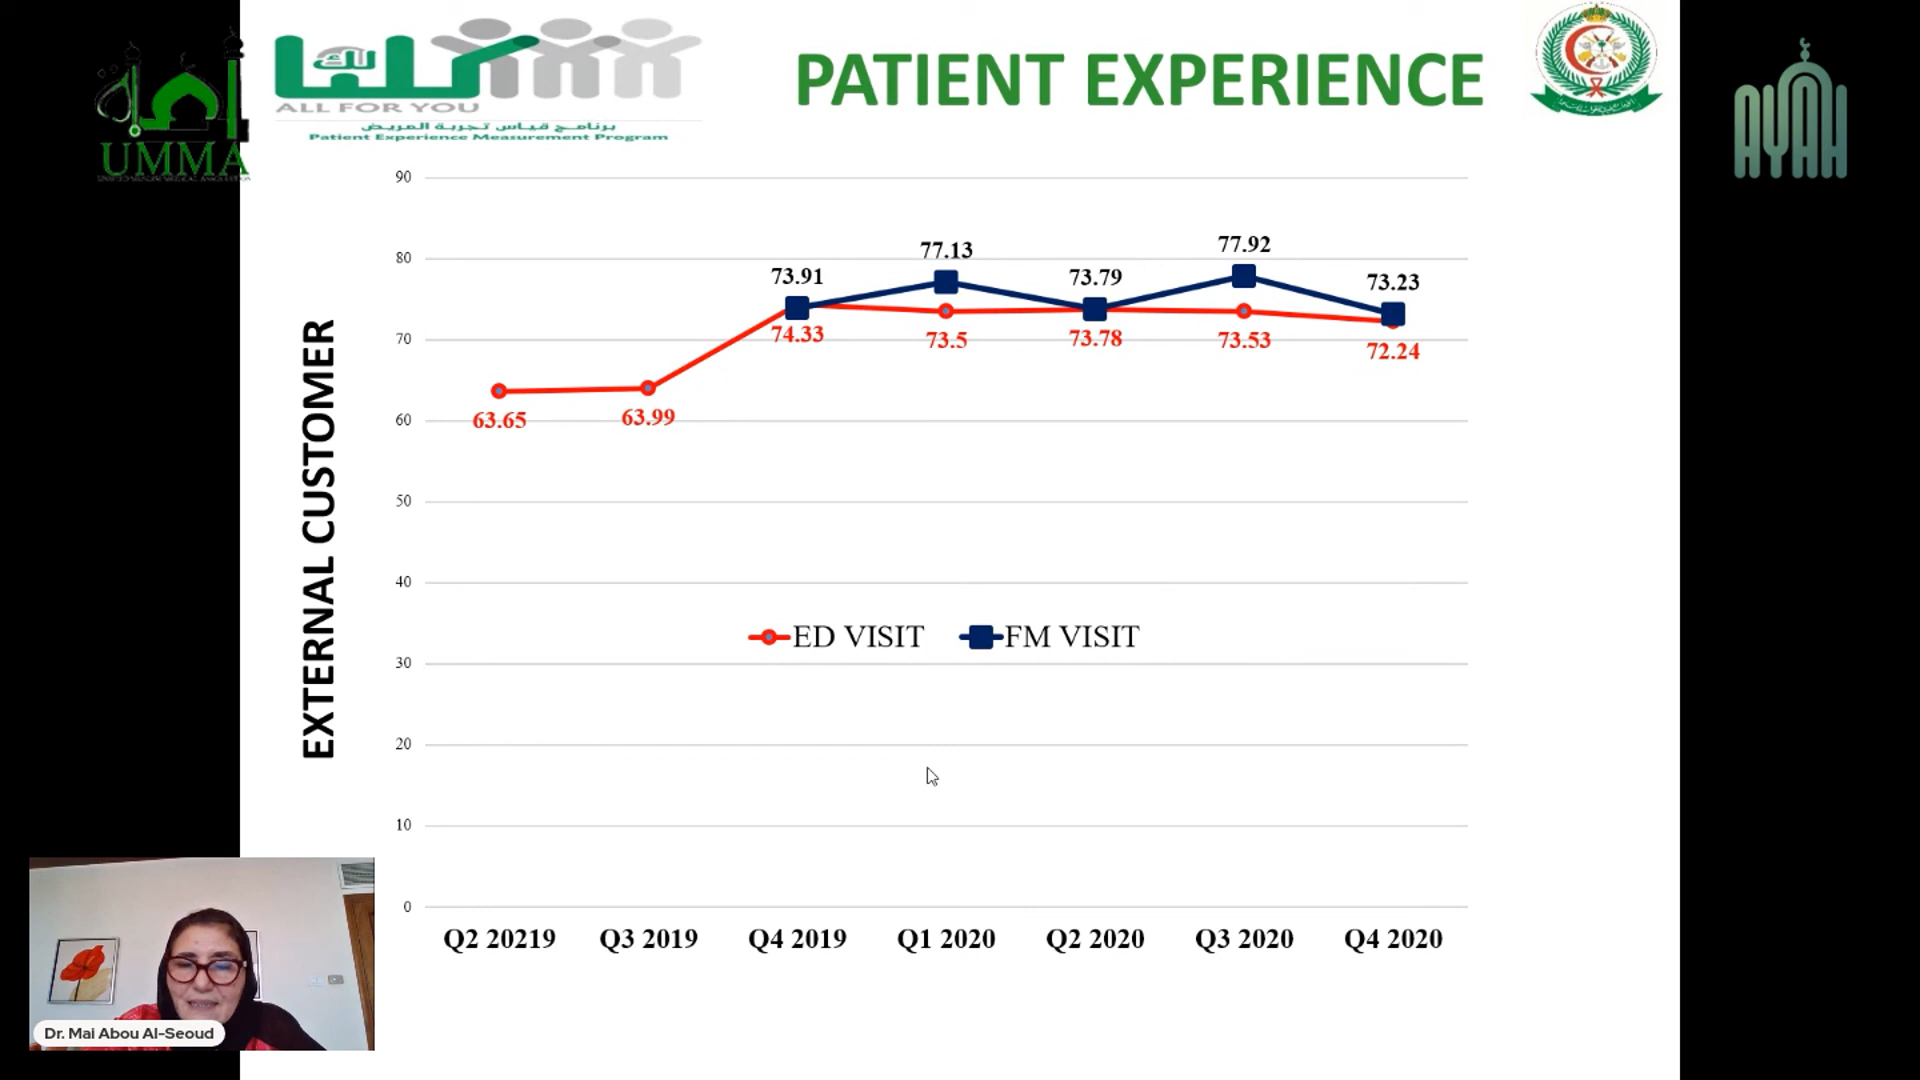 UMMA
كلنا لك
ALL FOR YOU
برنامج قياس تجربة المريض
Patient Experience Measurement Program
PATIENT EXPERIENCE
AYAH
EXTERNAL CUSTOMER
90
80
70
60
50
40
30
20
10
0
73.91
77.13
73.79
77.92
73.23
63.65
63.99
74.33
73.5
73.78
73.53
72.24
ED VISIT
FM VISIT
Q2 20219
Q3 2019
Q4 2019
Q1 2020
Q2 2020
Q3 2020
Q4 2020
Dr. Mai Abou Al-Seoud